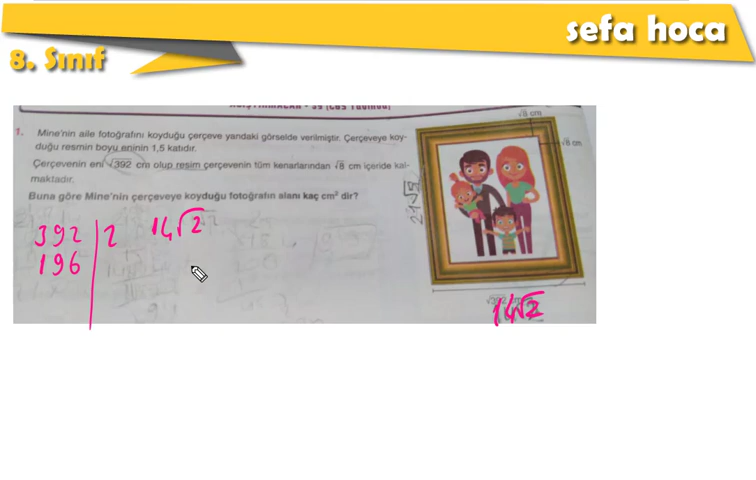 sefa hoca
8. Sınıf
1. Mine'nin aile fotoğrafını koyduğu çerçeve yandaki görselde verilmiştir. Çerçeveye koy-
duğu resmin boyu eninin 1,5 katıdır.
Çerçevenin eni √392 cm olup resim çerçevenin tüm kenarlarından √8 cm içeride kal-
maktadır.
Buna göre Mine'nin çerçeveye koyduğu fotoğrafın alanı kaç cm² dir?
√8 cm
√8 cm
392 | 2
196
14√2
14√2